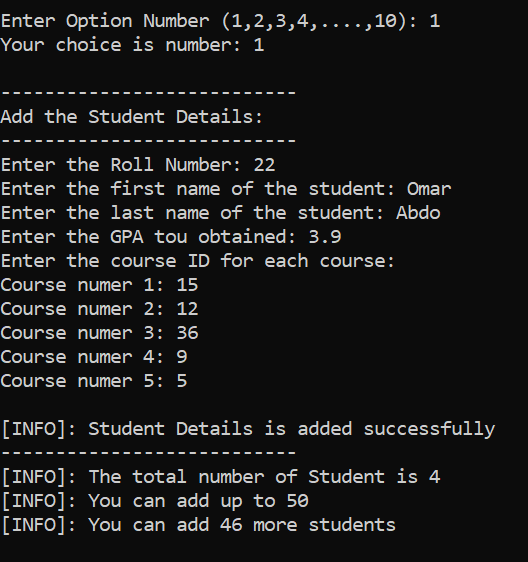 Enter Option Number (1,2,3,4,....,10): 1
Your choice is number: 1
---------------------------
Add the Student Details:
---------------------------
Enter the Roll Number: 22
Enter the first name of the student: Omar
Enter the last name of the student: Abdo
Enter the GPA tou obtained: 3.9
Enter the course ID for each course:
Course numer 1: 15
Course numer 2: 12
Course numer 3: 36
Course numer 4: 9
Course numer 5: 5
[INFO]: Student Details is added successfully
---------------------------
[INFO]: The total number of Student is 4
[INFO]: You can add up to 50
[INFO]: You can add 46 more students